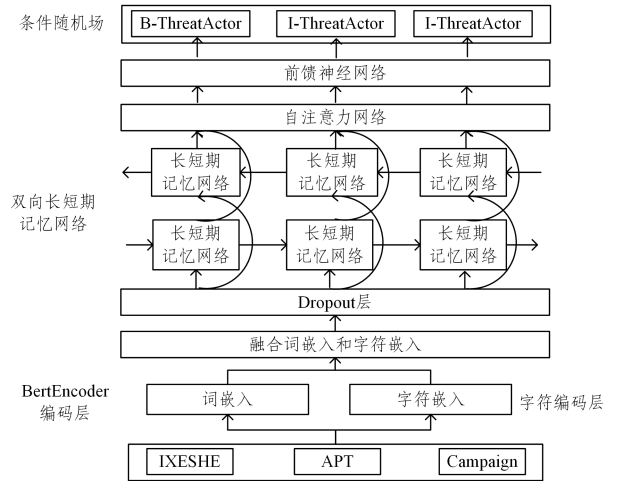 条件随机场
B-ThreatActor
I-ThreatActor
I-ThreatActor
前馈神经网络
自注意力网络
长短期
记忆网络
长短期
记忆网络
长短期
记忆网络
双向长短期
记忆网络
长短期
记忆网络
长短期
记忆网络
长短期
记忆网络
Dropout层
融合词嵌入和字符嵌入
BertEncoder
编码层
词嵌入
字符嵌入
字符编码层
IXESHE
APT
Campaign